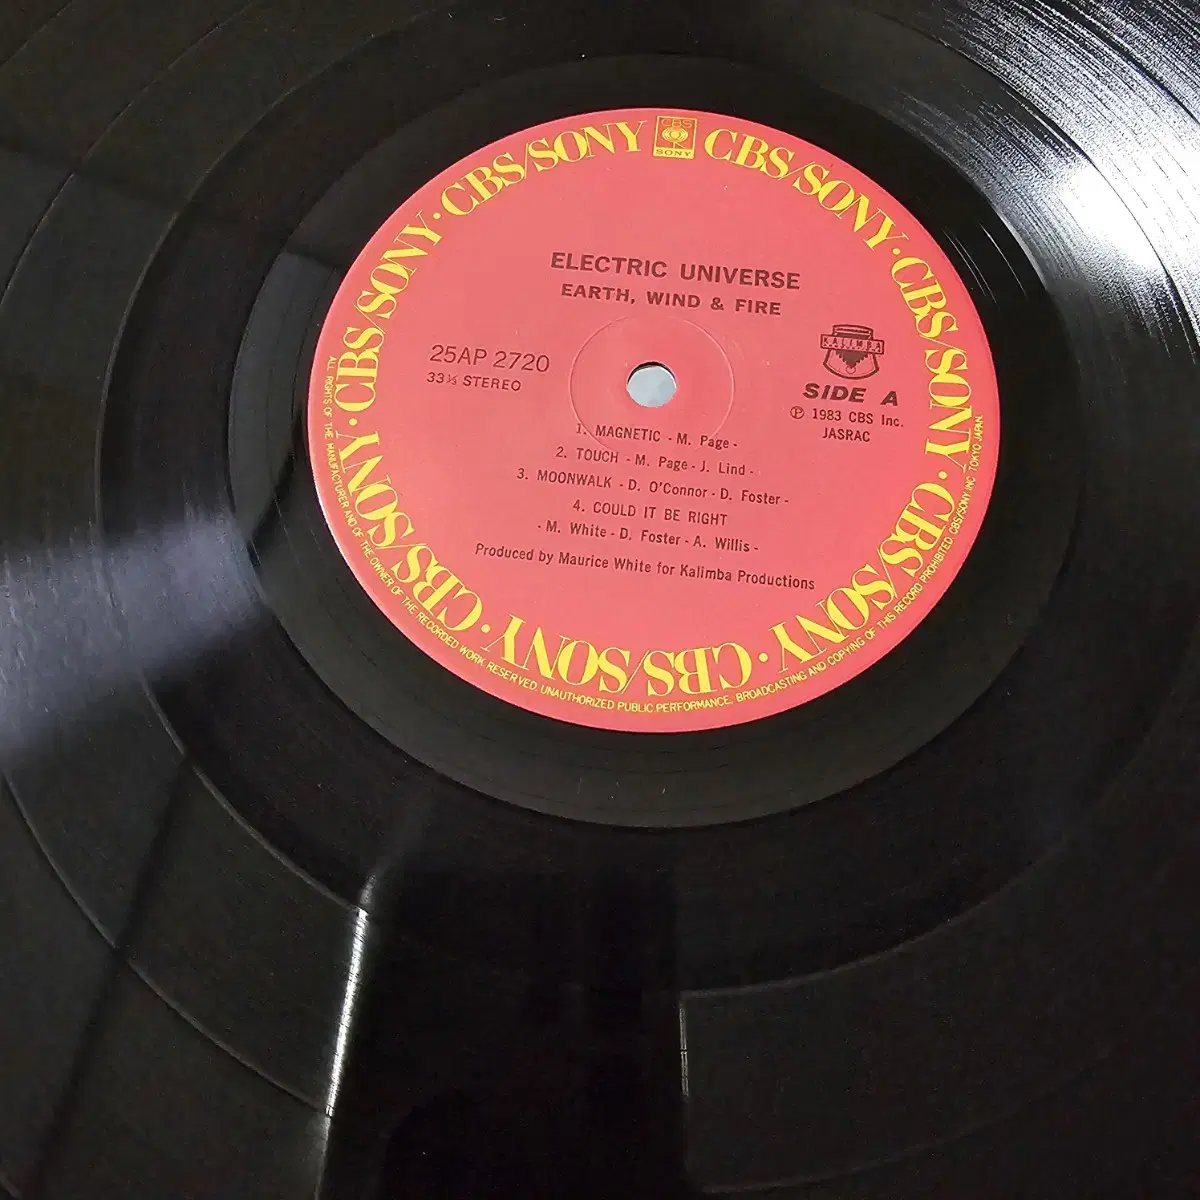 CBS/SONY · CBS/SONY · CBS/SONY · CBS/SONY · CBS/SONY · CBS/SONY · CBS/SONY · CBS/SONY · CBS/SONY
CBS
SONY
ELECTRIC UNIVERSE
EARTH, WIND & FIRE
25AP 2720
33⅓ STEREO
KALIMBA
SIDE A
℗ 1983 CBS Inc.
JASRAC
1. MAGNETIC - M. Page -
2. TOUCH - M. Page - J. Lind -
3. MOONWALK - D. O'Connor - D. Foster -
4. COULD IT BE RIGHT
- M. White - D. Foster - A. Willis -
Produced by Maurice White for Kalimba Productions
ALL RIGHTS OF THE MANUFACTURER AND OF THE OWNER OF THE RECORDED WORK RESERVED UNAUTHORIZED PUBLIC PERFORMANCE, BROADCASTING AND COPYING OF THIS RECORD PROHIBITED CBS/SONY INC. TOKYO JAPAN.